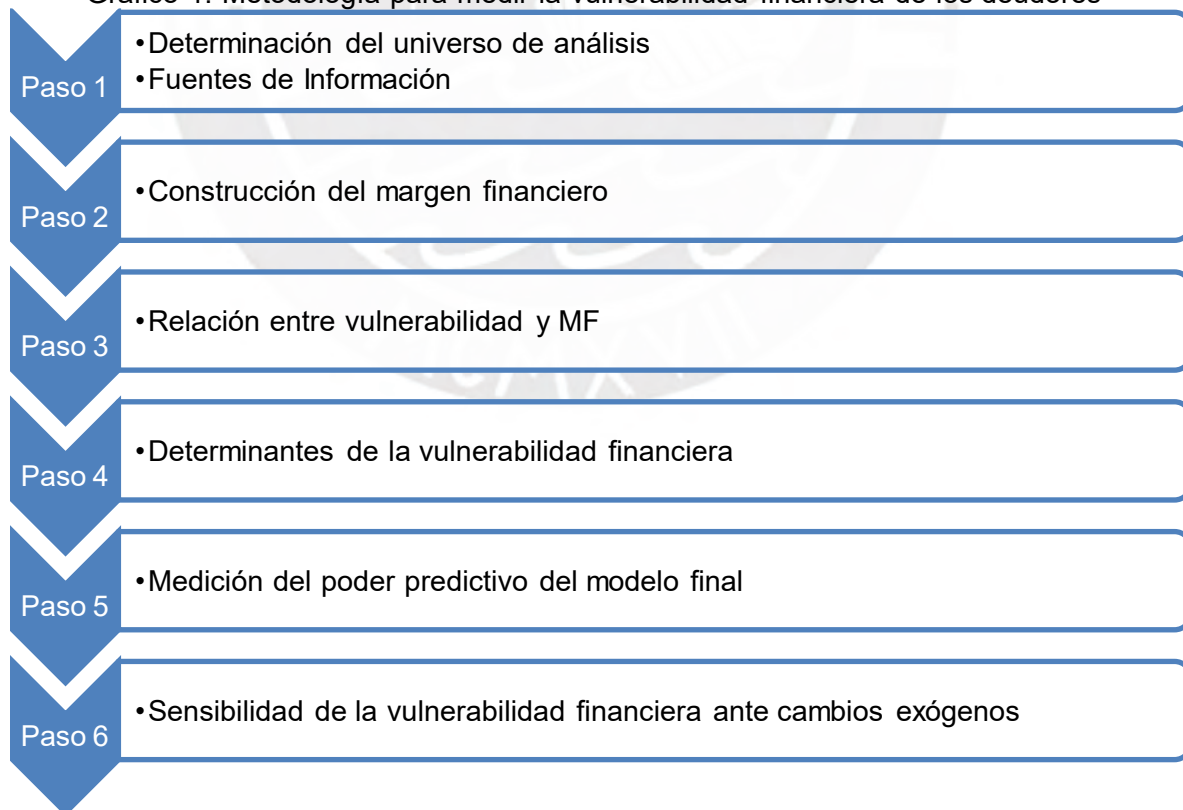 Gráfico 1: Metodología para medir la vulnerabilidad financiera de los deudores
Paso 1
•Determinación del universo de análisis
•Fuentes de Información
Paso 2
•Construcción del margen financiero
Paso 3
•Relación entre vulnerabilidad y MF
MCMXVII
Paso 4
•Determinantes de la vulnerabilidad financiera
Paso 5
•Medición del poder predictivo del modelo final
Paso 6
•Sensibilidad de la vulnerabilidad financiera ante cambios exógenos